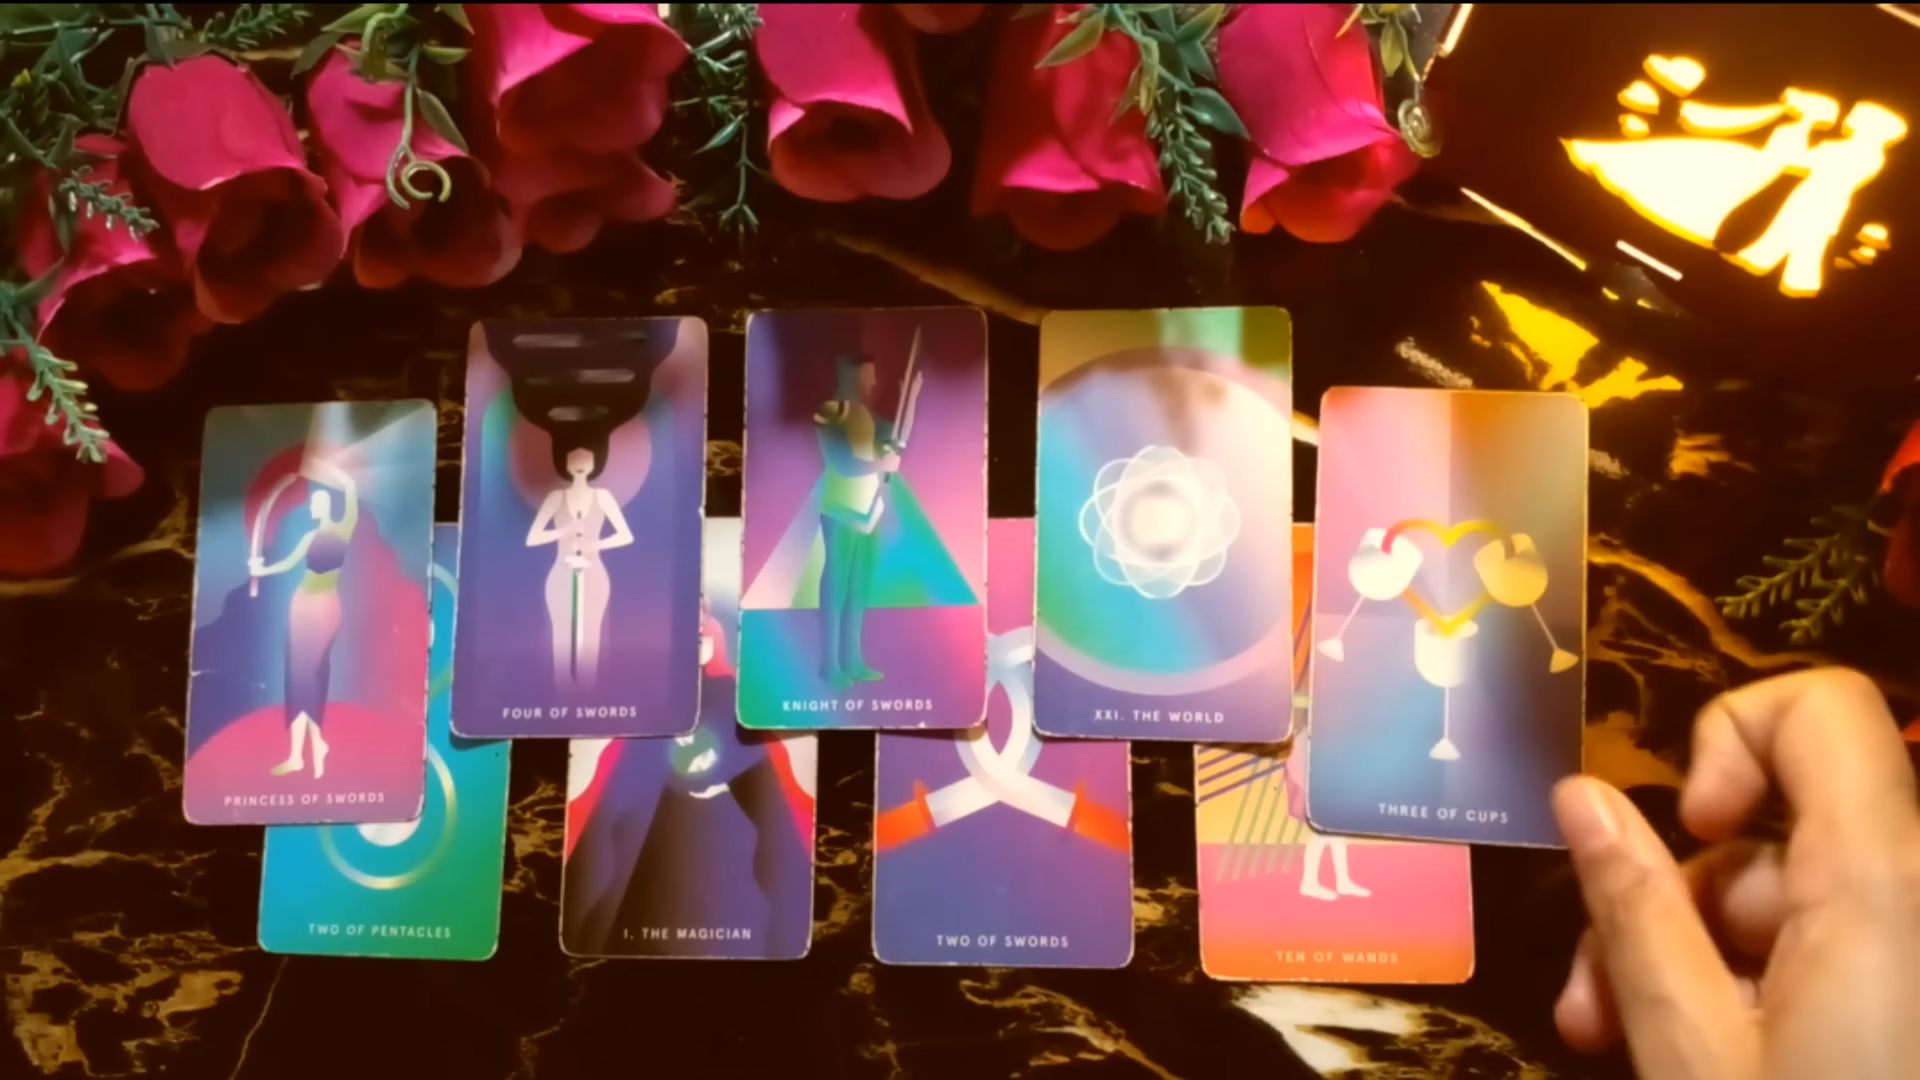 PRINCESS OF SWORDS
FOUR OF SWORDS
KNIGHT OF SWORDS
XXI. THE WORLD
THREE OF CUPS
TWO OF PENTACLES
I. THE MAGICIAN
TWO OF SWORDS
TEN OF WANDS